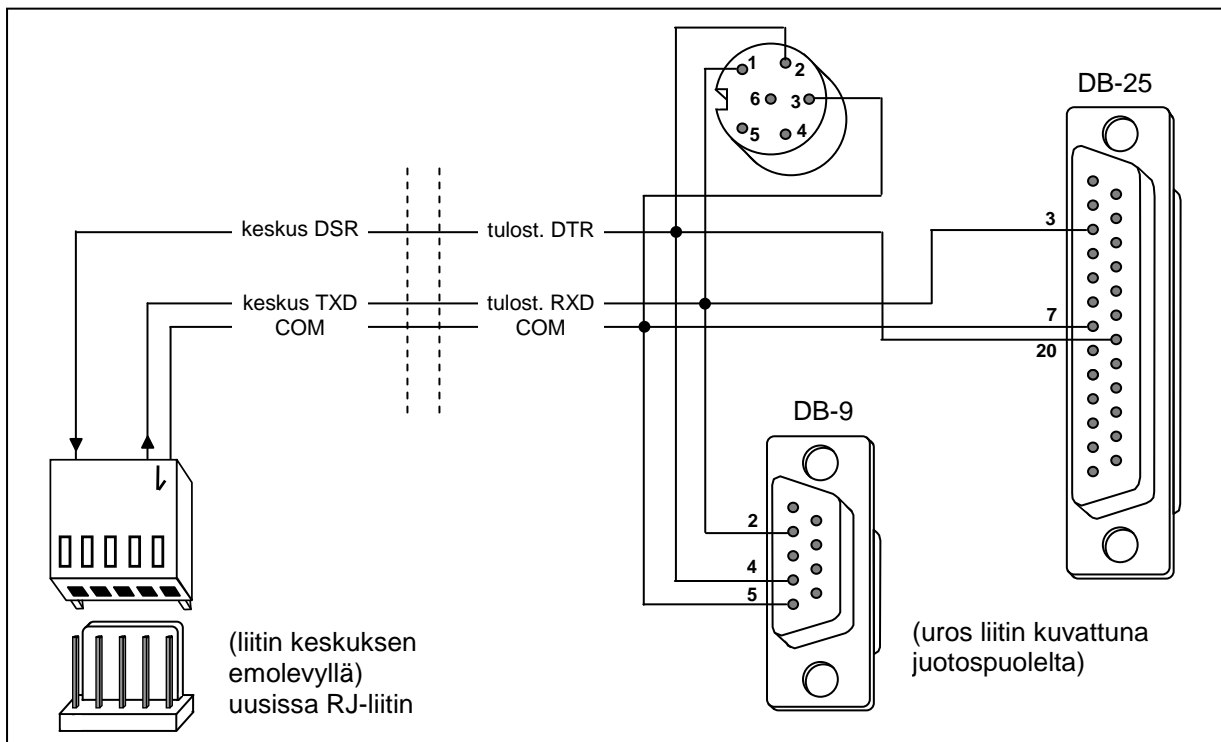 1
2
6
3
5
4
DB-25
keskus DSR
tulost. DTR
3
keskus TXD
tulost. RXD
COM
COM
7
20
DB-9
2
4
5
(liitin keskuksen
emolevyllä)
uusissa RJ-liitin
(uros liitin kuvattuna
juotospuolelta)